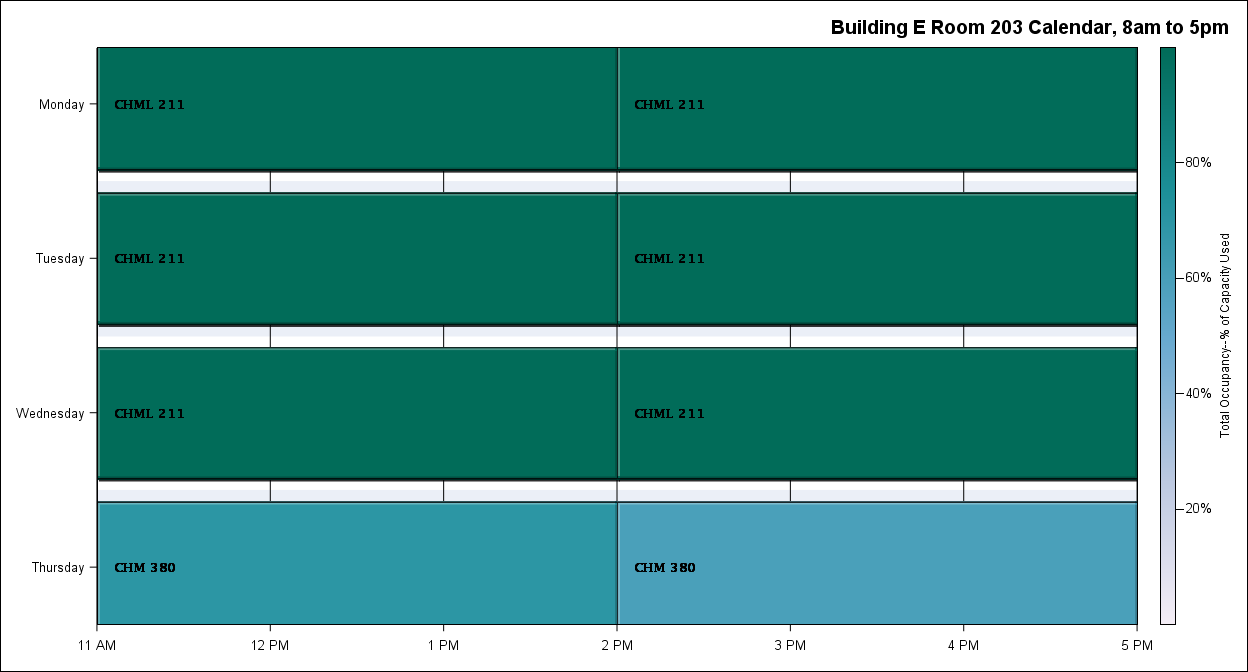 Building E Room 203 Calendar, 8am to 5pm
Monday
CHML 211
CHML 211
Tuesday
CHML 211
CHML 211
Wednesday
CHML 211
CHML 211
Thursday
CHM 380
CHM 380
11 AM
12 PM
1 PM
2 PM
3 PM
4 PM
5 PM
80%
60%
40%
20%
Total Occupancy--% of Capacity Used